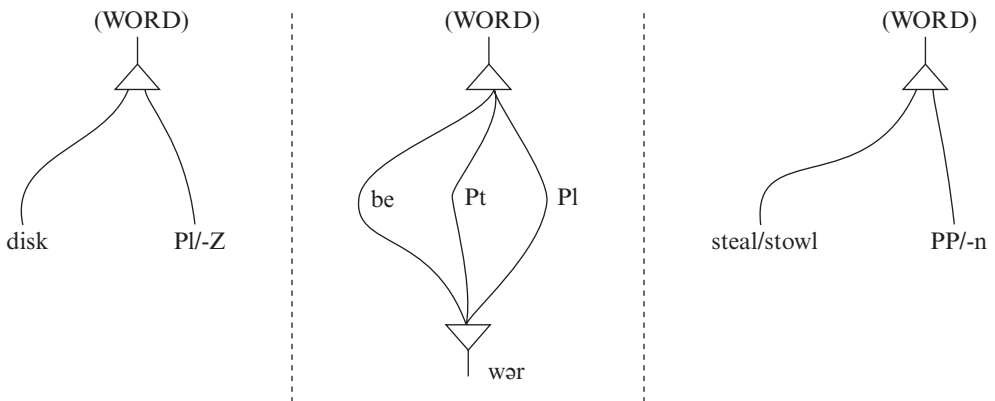 (WORD) (WORD) (WORD)
be Pt Pl
disk Pl/-Z steal/stowl PP/-n
wər